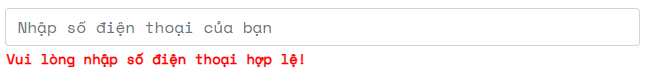 Nhập số điện thoại của bạn
Vui lòng nhập số điện thoại hợp lệ!